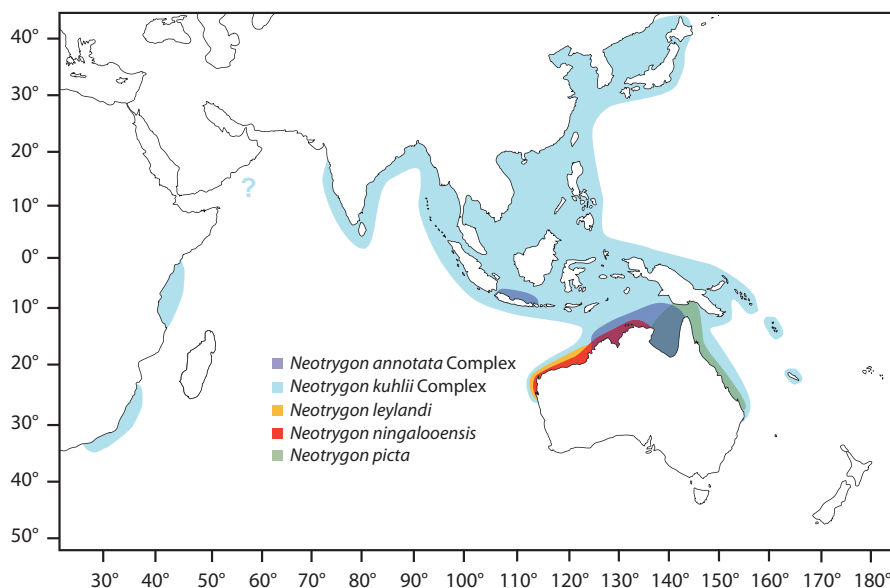 40°
30°
20°
?
10°
0°
10°
20°
30°
40°
50°
Neotrygon annotata Complex
Neotrygon kuhlii Complex
Neotrygon leylandi
Neotrygon ningalooensis
Neotrygon picta
30° 40° 50° 60° 70° 80° 90° 100° 110° 120° 130° 140° 150° 160° 170° 180°